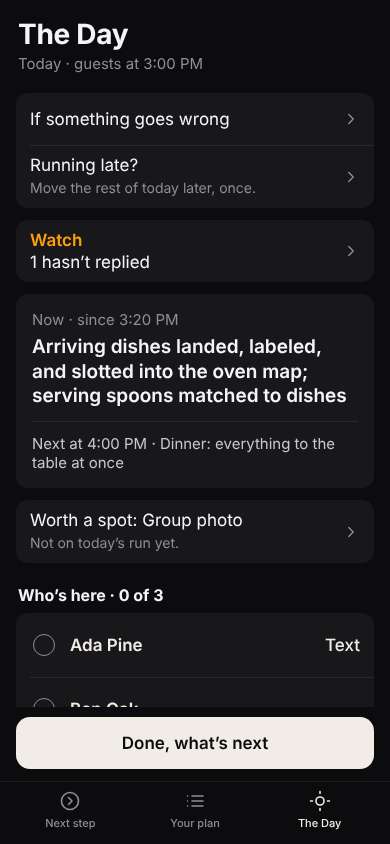 The Day
Today · guests at 3:00 PM
If something goes wrong
Running late?
Move the rest of today later, once.
Watch
1 hasn’t replied
Now · since 3:20 PM
Arriving dishes landed, labeled,
and slotted into the oven map;
serving spoons matched to dishes
Next at 4:00 PM · Dinner: everything to the
table at once
Worth a spot: Group photo
Not on today’s run yet.
Who’s here · 0 of 3
Ada Pine
Text
Done, what’s next
Next step
Your plan
The Day